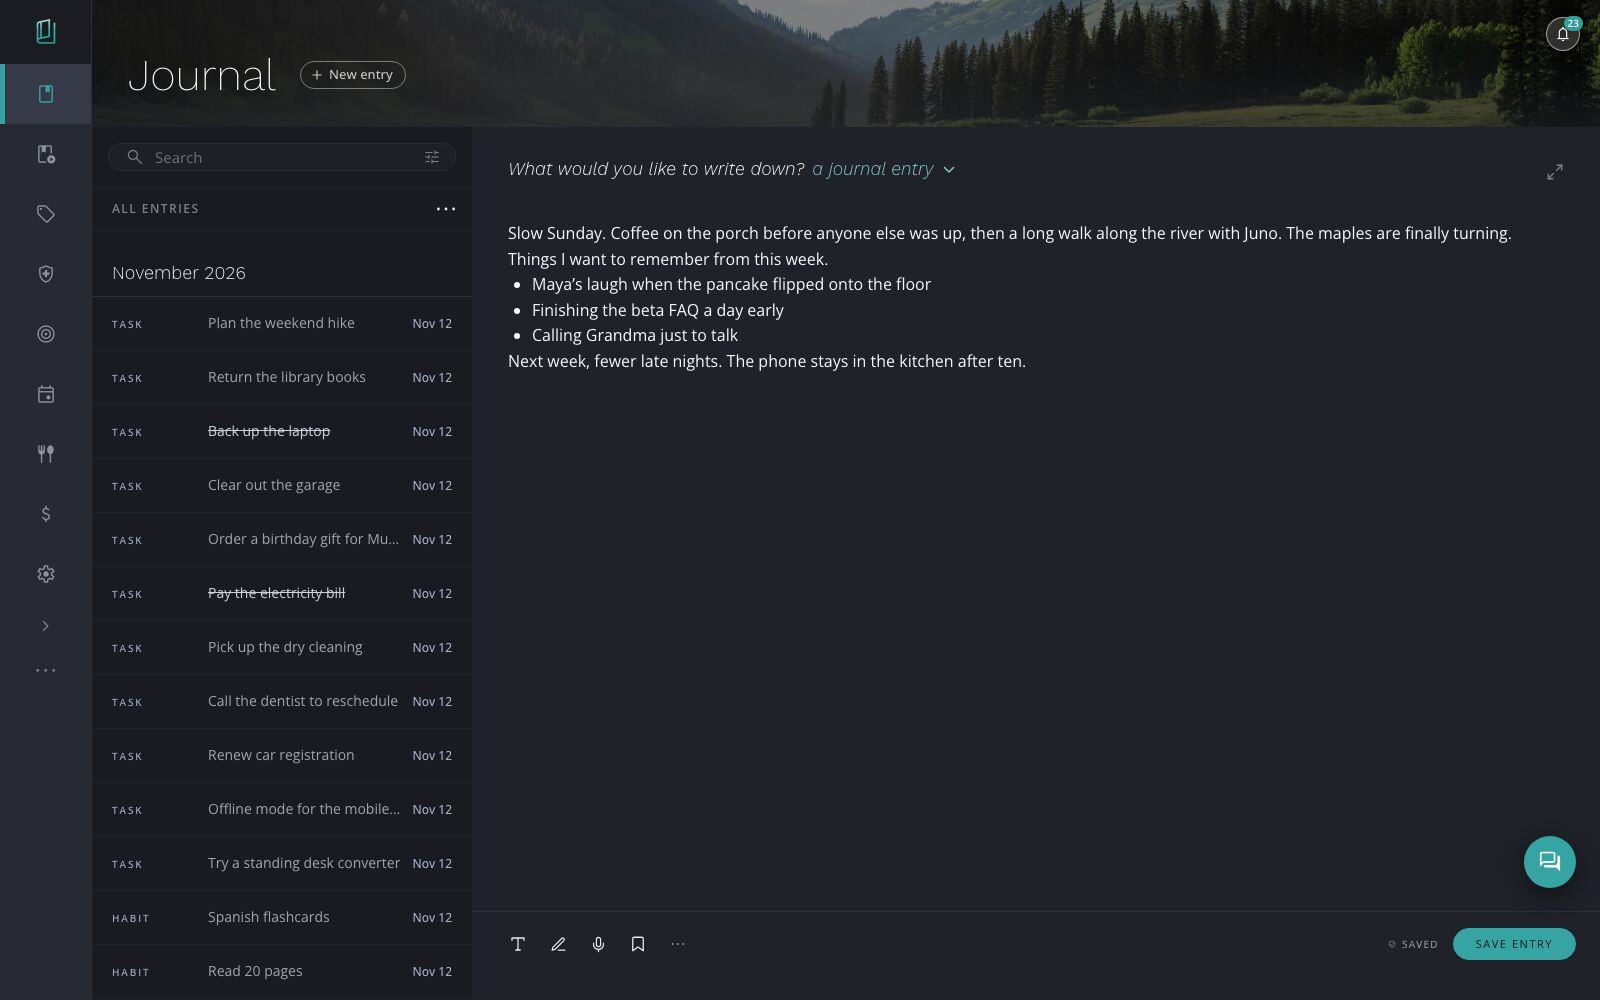 23
Journal
+ New entry
Search
What would you like to write down? a journal entry
ALL ENTRIES
November 2026
TASK Plan the weekend hike Nov 12
TASK Return the library books Nov 12
TASK Back up the laptop Nov 12
TASK Clear out the garage Nov 12
TASK Order a birthday gift for Mu... Nov 12
TASK Pay the electricity bill Nov 12
TASK Pick up the dry cleaning Nov 12
TASK Call the dentist to reschedule Nov 12
TASK Renew car registration Nov 12
TASK Offline mode for the mobile... Nov 12
TASK Try a standing desk converter Nov 12
HABIT Spanish flashcards Nov 12
HABIT Read 20 pages Nov 12
Slow Sunday. Coffee on the porch before anyone else was up, then a long walk along the river with Juno. The maples are finally turning.
Things I want to remember from this week.
• Maya’s laugh when the pancake flipped onto the floor
• Finishing the beta FAQ a day early
• Calling Grandma just to talk
Next week, fewer late nights. The phone stays in the kitchen after ten.
SAVED
SAVE ENTRY